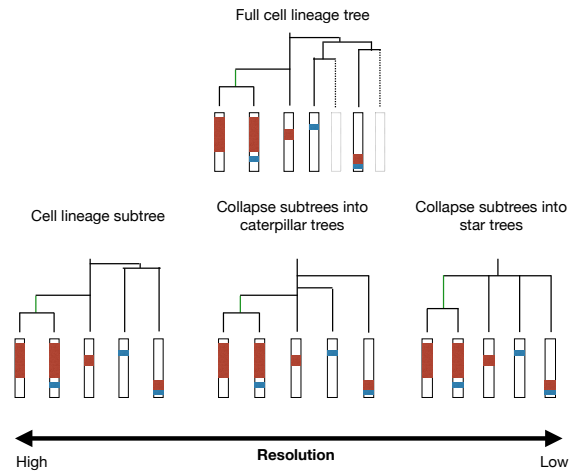 Full cell lineage tree
Cell lineage subtree
Collapse subtrees into
caterpillar trees
Collapse subtrees into
star trees
High
Resolution
Low